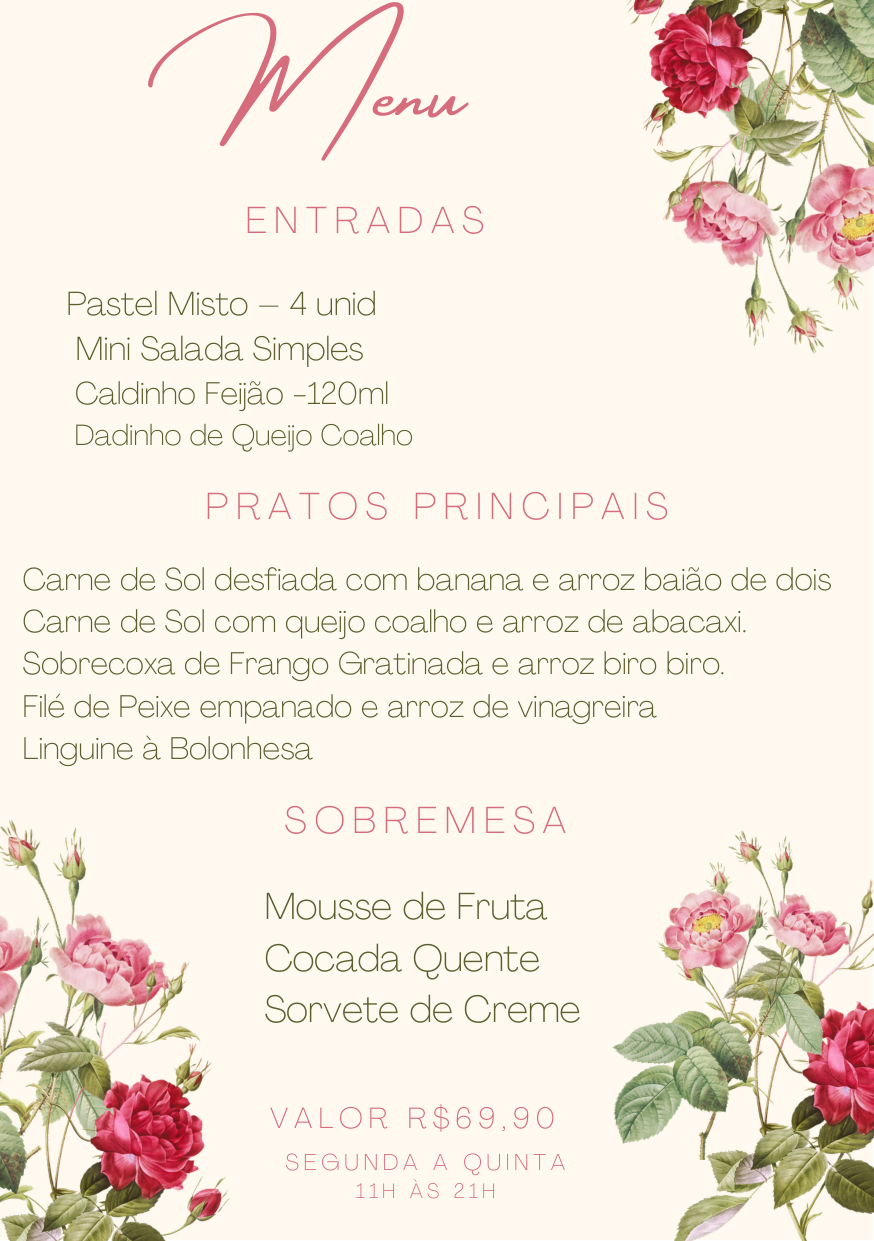 Menu
ENTRADAS
Pastel Misto – 4 unid
Mini Salada Simples
Caldinho Feijão -120ml
Dadinho de Queijo Coalho
PRATOS PRINCIPAIS
Carne de Sol desfiada com banana e arroz baião de dois
Carne de Sol com queijo coalho e arroz de abacaxi.
Sobrecoxa de Frango Gratinada e arroz biro biro.
Filé de Peixe empanado e arroz de vinagreira
Linguine à Bolonhesa
SOBREMESA
Mousse de Fruta
Cocada Quente
Sorvete de Creme
VALOR R$69,90
SEGUNDA A QUINTA
11H ÀS 21H